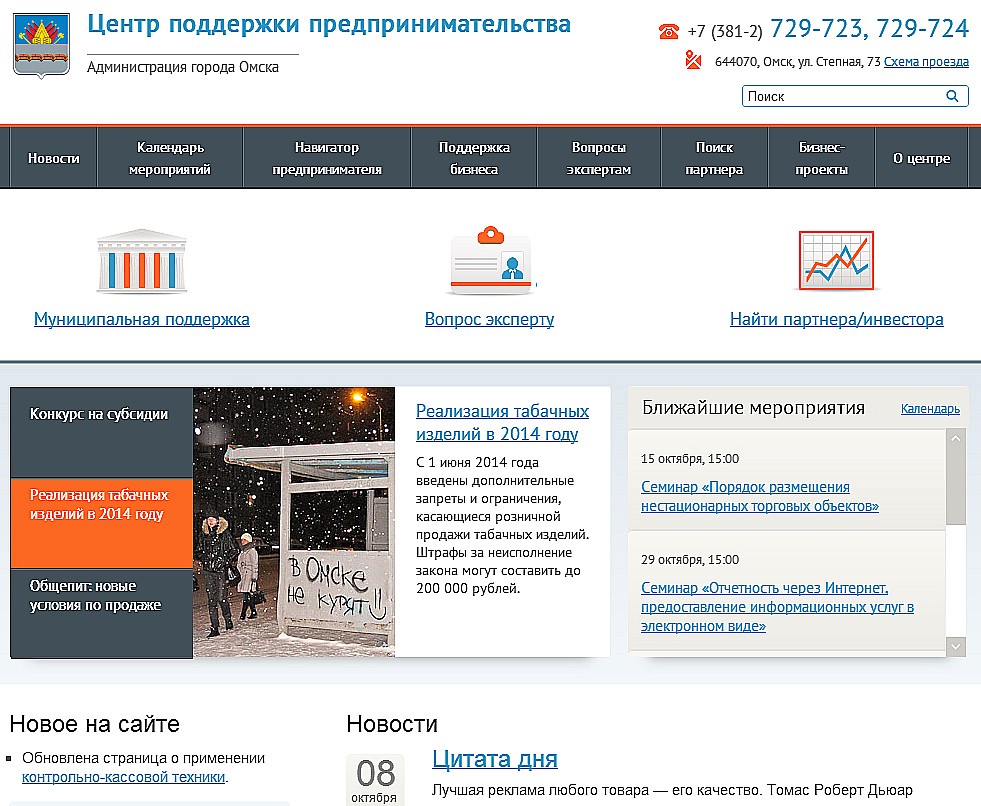 Центр поддержки предпринимательства
Администрация города Омска
+7 (381-2) 729-723, 729-724
644070, Омск, ул. Степная, 73 Схема проезда
Поиск
Новости
Календарь
мероприятий
Навигатор
предпринимателя
Поддержка
бизнеса
Вопросы
экспертам
Поиск
партнера
Бизнес-
проекты
О центре
Муниципальная поддержка
Вопрос эксперту
Найти партнера/инвестора
Конкурс на субсидии
Реализация табачных
изделий в 2014 году
Общепит: новые
условия по продаже
В ОМСКЕ
НЕ КУРЯТ
Реализация табачных
изделий в 2014 году
С 1 июня 2014 года
введены дополнительные
запреты и ограничения,
касающиеся розничной
продажи табачных изделий.
Штрафы за неисполнение
закона могут составить до
200 000 рублей.
Ближайшие мероприятия
Календарь
15 октября, 15:00
Семинар «Порядок размещения
нестационарных торговых объектов»
29 октября, 15:00
Семинар «Отчетность через Интернет,
предоставление информационных услуг в
электронном виде»
Новое на сайте
Обновлена страница о применении
контрольно-кассовой техники.
Новости
08
октября
Цитата дня
Лучшая реклама любого товара — его качество. Томас Роберт Дьюар